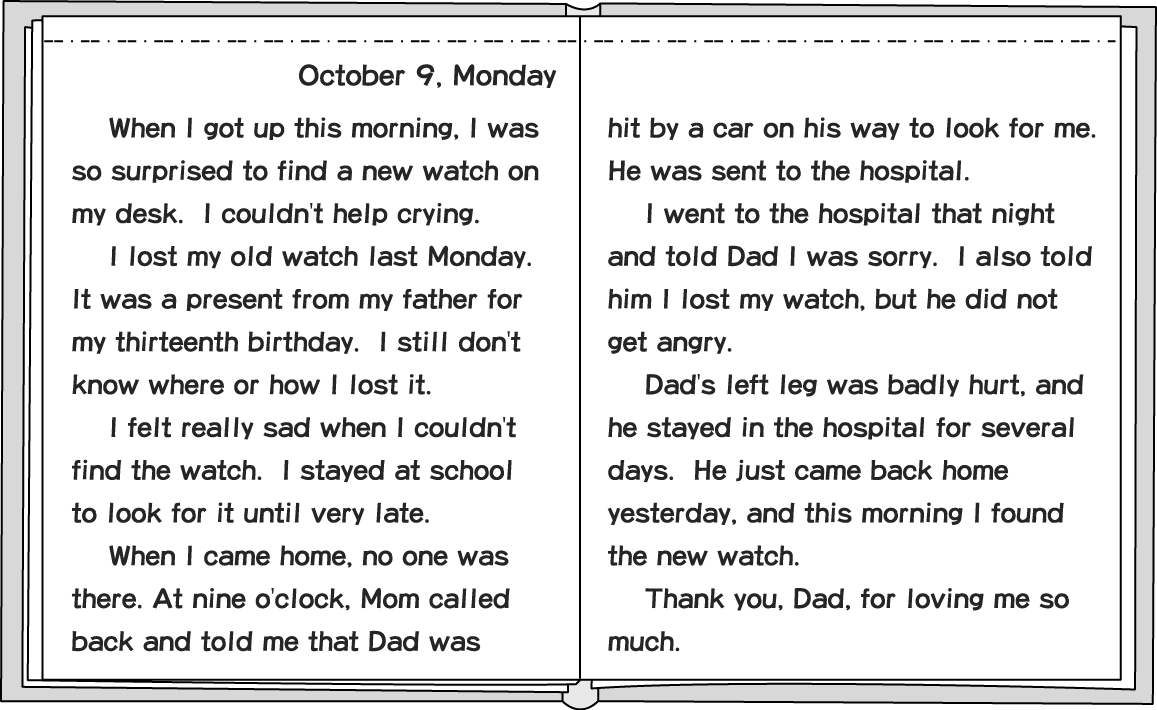 October 9, Monday
When I got up this morning, I was
so surprised to find a new watch on
my desk. I couldn't help crying.
I lost my old watch last Monday.
It was a present from my father for
my thirteenth birthday. I still don't
know where or how I lost it.
I felt really sad when I couldn't
find the watch. I stayed at school
to look for it until very late.
When I came home, no one was
there. At nine o'clock, Mom called
back and told me that Dad was
hit by a car on his way to look for me.
He was sent to the hospital.
I went to the hospital that night
and told Dad I was sorry. I also told
him I lost my watch, but he did not
get angry.
Dad's left leg was badly hurt, and
he stayed in the hospital for several
days. He just came back home
yesterday, and this morning I found
the new watch.
Thank you, Dad, for loving me so
much.